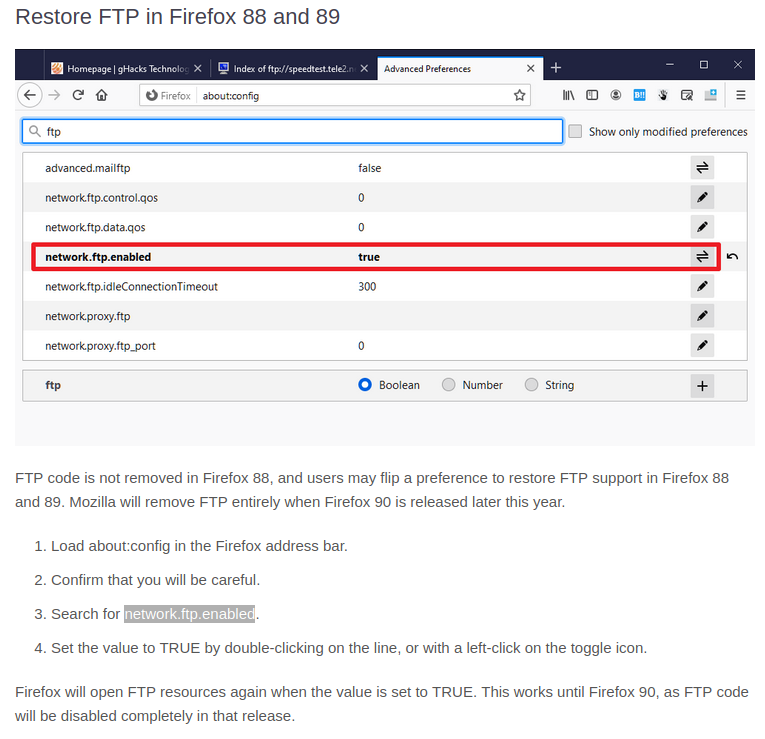 Restore FTP in Firefox 88 and 89
Homepage | gHacks Technolog
Index of ftp://speedtest.tele2.n
Advanced Preferences
Firefox about:config
ftp
Show only modified preferences
advanced.mailftp false
network.ftp.control.qos 0
network.ftp.data.qos 0
network.ftp.enabled true
network.ftp.idleConnectionTimeout 300
network.proxy.ftp
network.proxy.ftp_port 0
ftp Boolean Number String
FTP code is not removed in Firefox 88, and users may flip a preference to restore FTP support in Firefox 88
and 89. Mozilla will remove FTP entirely when Firefox 90 is released later this year.
1. Load about:config in the Firefox address bar.
2. Confirm that you will be careful.
3. Search for network.ftp.enabled.
4. Set the value to TRUE by double-clicking on the line, or with a left-click on the toggle icon.
Firefox will open FTP resources again when the value is set to TRUE. This works until Firefox 90, as FTP code
will be disabled completely in that release.